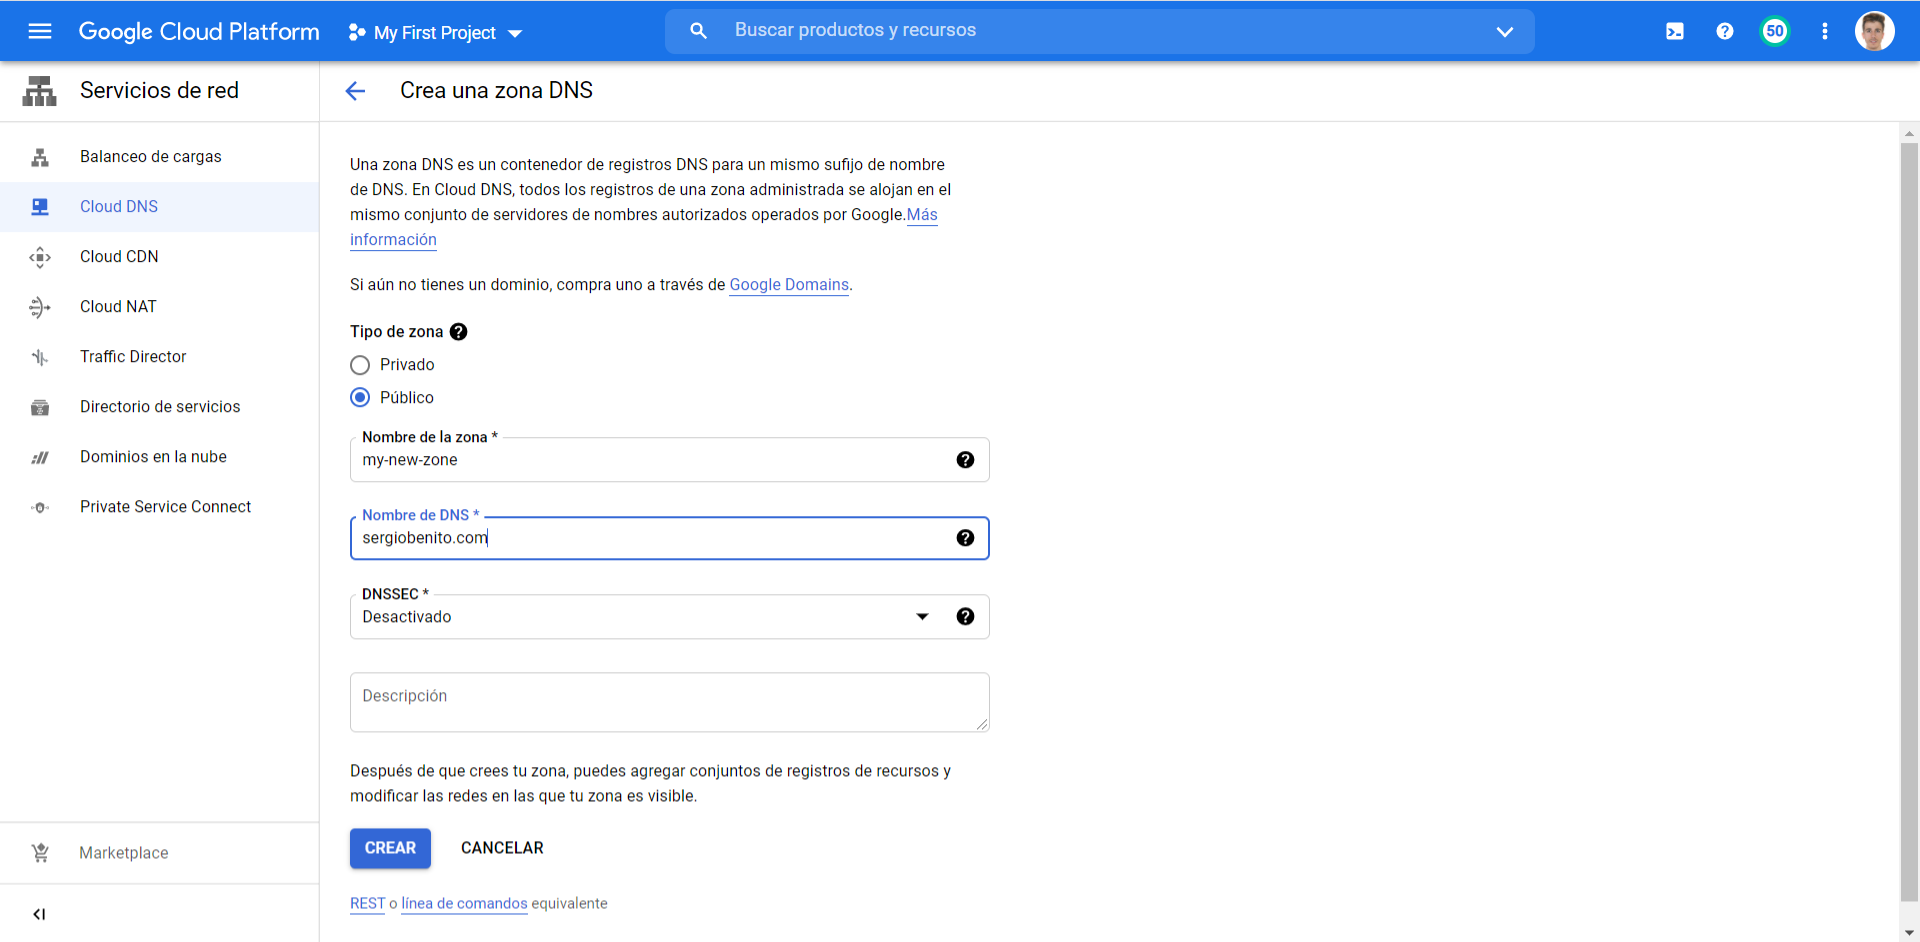 Google Cloud Platform
My First Project
Buscar productos y recursos
50
Servicios de red
Crea una zona DNS
Balanceo de cargas
Cloud DNS
Cloud CDN
Cloud NAT
Traffic Director
Directorio de servicios
Dominios en la nube
Private Service Connect
Marketplace
Una zona DNS es un contenedor de registros DNS para un mismo sufijo de nombre
de DNS. En Cloud DNS, todos los registros de una zona administrada se alojan en el
mismo conjunto de servidores de nombres autorizados operados por Google.Más
información
Si aún no tienes un dominio, compra uno a través de Google Domains.
Tipo de zona
Privado
Público
Nombre de la zona *
my-new-zone
Nombre de DNS *
sergiobenito.com
DNSSEC *
Desactivado
Descripción
Después de que crees tu zona, puedes agregar conjuntos de registros de recursos y
modificar las redes en las que tu zona es visible.
CREAR CANCELAR
REST o línea de comandos equivalente